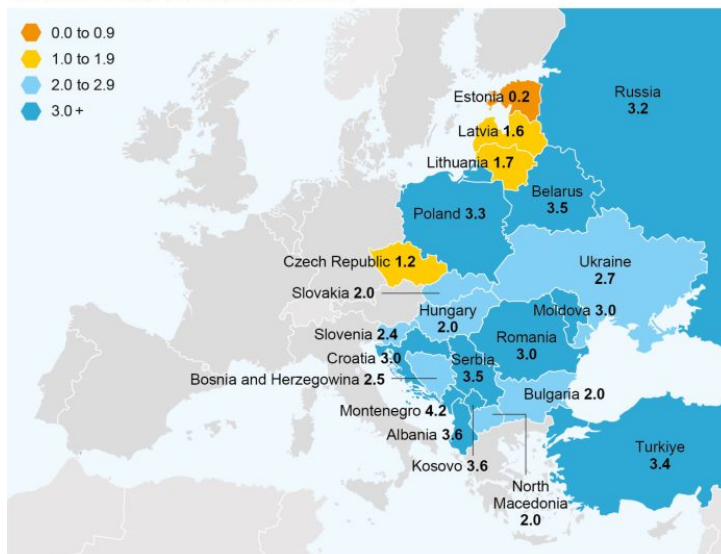 0.0 to 0.9
1.0 to 1.9
2.0 to 2.9
3.0 +
Estonia 0.2
Russia
3.2
Latvia 1.6
Lithuania 1.7
Belarus
3.5
Poland 3.3
Czech Republic 1.2
Ukraine
2.7
Slovakia 2.0
Hungary
2.0
Moldova 3.0
Slovenia 2.4
Romania
3.0
Croatia 3.0
Serbia
3.5
Bosnia and Herzegowina 2.5
Bulgaria 2.0
Montenegro 4.2
Albania 3.6
Kosovo 3.6
Turkiye
3.4
North
Macedonia
2.0